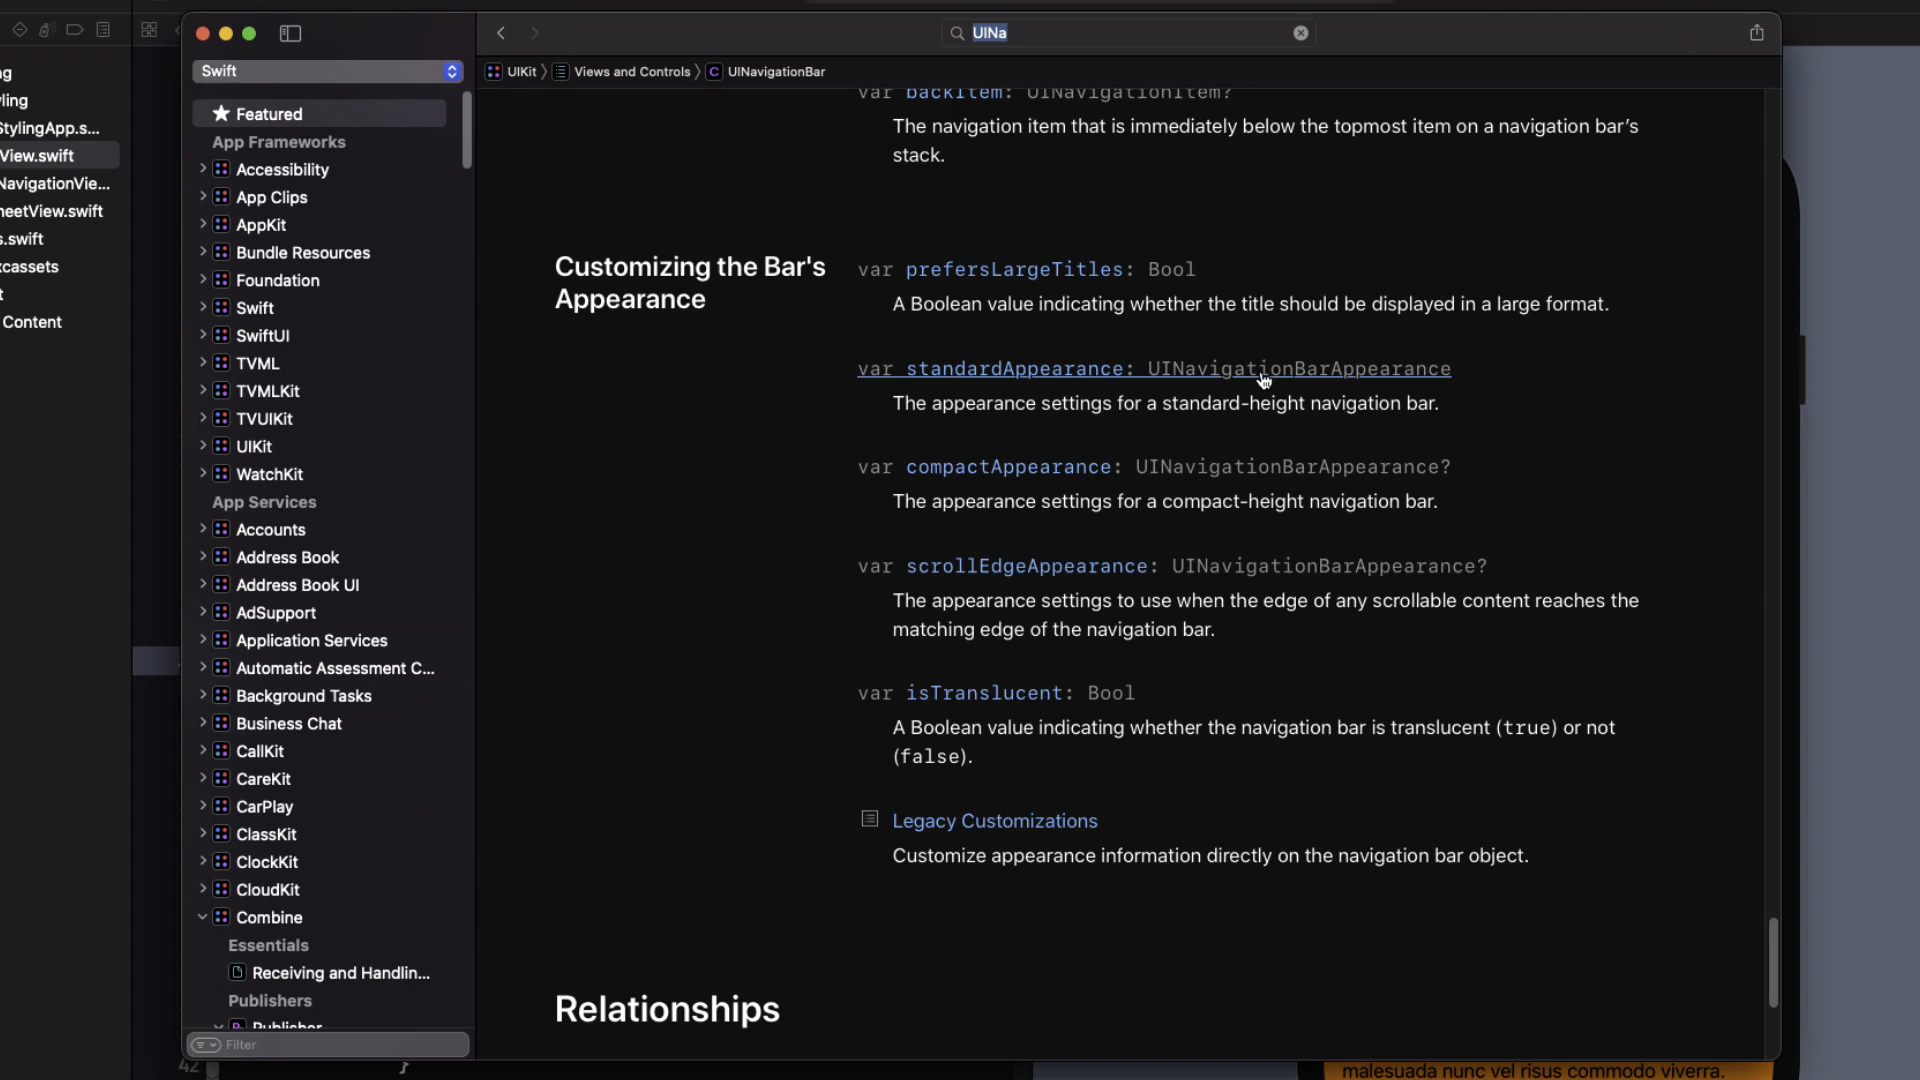 UINa
Swift
UIKit
Views and Controls
C
UINavigationBar
g
ling
StylingApp.s...
View.swift
NavigationVie...
heetView.swift
s.swift
cassets
t
Content
Featured
App Frameworks
Accessibility
App Clips
AppKit
Bundle Resources
Foundation
Swift
SwiftUI
TVML
TVMLKit
TVUIKit
UIKit
WatchKit
App Services
Accounts
Address Book
Address Book UI
AdSupport
Application Services
Automatic Assessment C...
Background Tasks
Business Chat
CallKit
CareKit
CarPlay
ClassKit
ClockKit
CloudKit
Combine
Essentials
Receiving and Handlin...
Publishers
Publisher
Filter
var backItem: UINavigationItem?
The navigation item that is immediately below the topmost item on a navigation bar's
stack.
Customizing the Bar's
Appearance
var prefersLargeTitles: Bool
A Boolean value indicating whether the title should be displayed in a large format.
var standardAppearance: UINavigationBarAppearance
The appearance settings for a standard-height navigation bar.
var compactAppearance: UINavigationBarAppearance?
The appearance settings for a compact-height navigation bar.
var scrollEdgeAppearance: UINavigationBarAppearance?
The appearance settings to use when the edge of any scrollable content reaches the
matching edge of the navigation bar.
var isTranslucent: Bool
A Boolean value indicating whether the navigation bar is translucent (true) or not
(false).
Legacy Customizations
Customize appearance information directly on the navigation bar object.
Relationships
42
}
malesuada nunc vel risus commodo viverra.